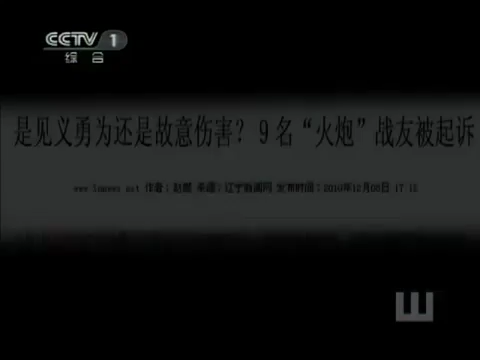 CCTV 1
综合
是见义勇为还是故意伤害？9名“火炮”战友被起诉
作者：赵 来源：辽宁新闻网 发布时间：2010年12月08日 17:15